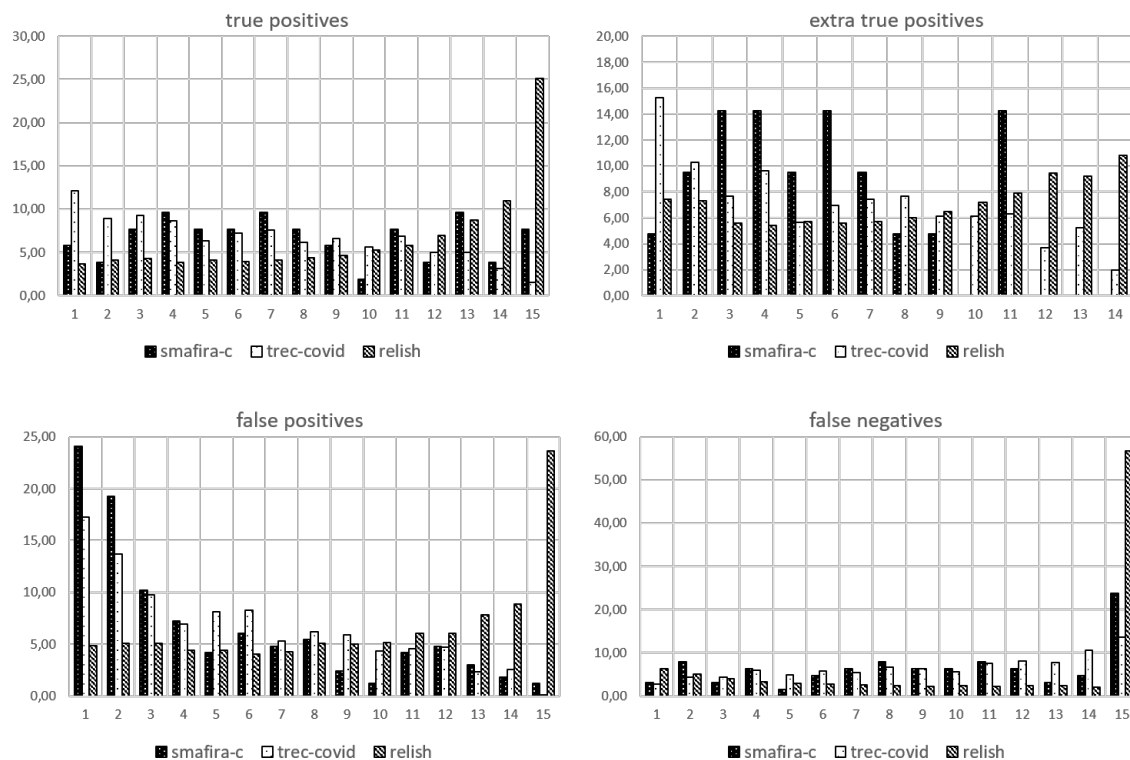 true positives
30,00
25,00
20,00
15,00
10,00
5,00
0,00
1 2 3 4 5 6 7 8 9 10 11 12 13 14 15
smafira-c trec-covid relish
extra true positives
20,00
18,00
16,00
14,00
12,00
10,00
8,00
6,00
4,00
2,00
0,00
1 2 3 4 5 6 7 8 9 10 11 12 13 14
smafira-c trec-covid relish
false positives
25,00
20,00
15,00
10,00
5,00
0,00
1 2 3 4 5 6 7 8 9 10 11 12 13 14 15
smafira-c trec-covid relish
false negatives
60,00
50,00
40,00
30,00
20,00
10,00
0,00
1 2 3 4 5 6 7 8 9 10 11 12 13 14 15
smafira-c trec-covid relish